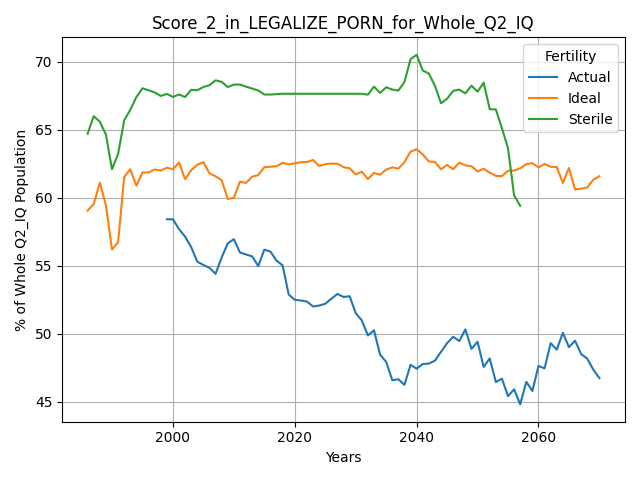 Score_2_in_LEGALIZE_PORN_for_Whole_Q2_IQ
Fertility
Actual
Ideal
Sterile
% of Whole Q2_IQ Population
70
65
60
55
50
45
2000
2020
2040
2060
Years